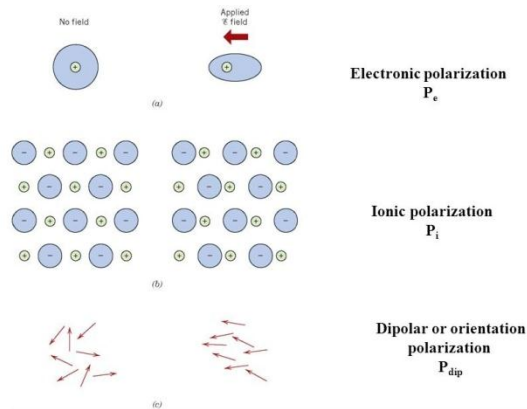 No field
Applied
ℰ field
+
+
(a)
Electronic polarization
Pe
− + − + −
+ − + − +
− + − + −
+ − + − +
− + − + −
+ − + − +
− + − + −
+ − + − +
(b)
Ionic polarization
Pi
(c)
Dipolar or orientation
polarization
Pdip